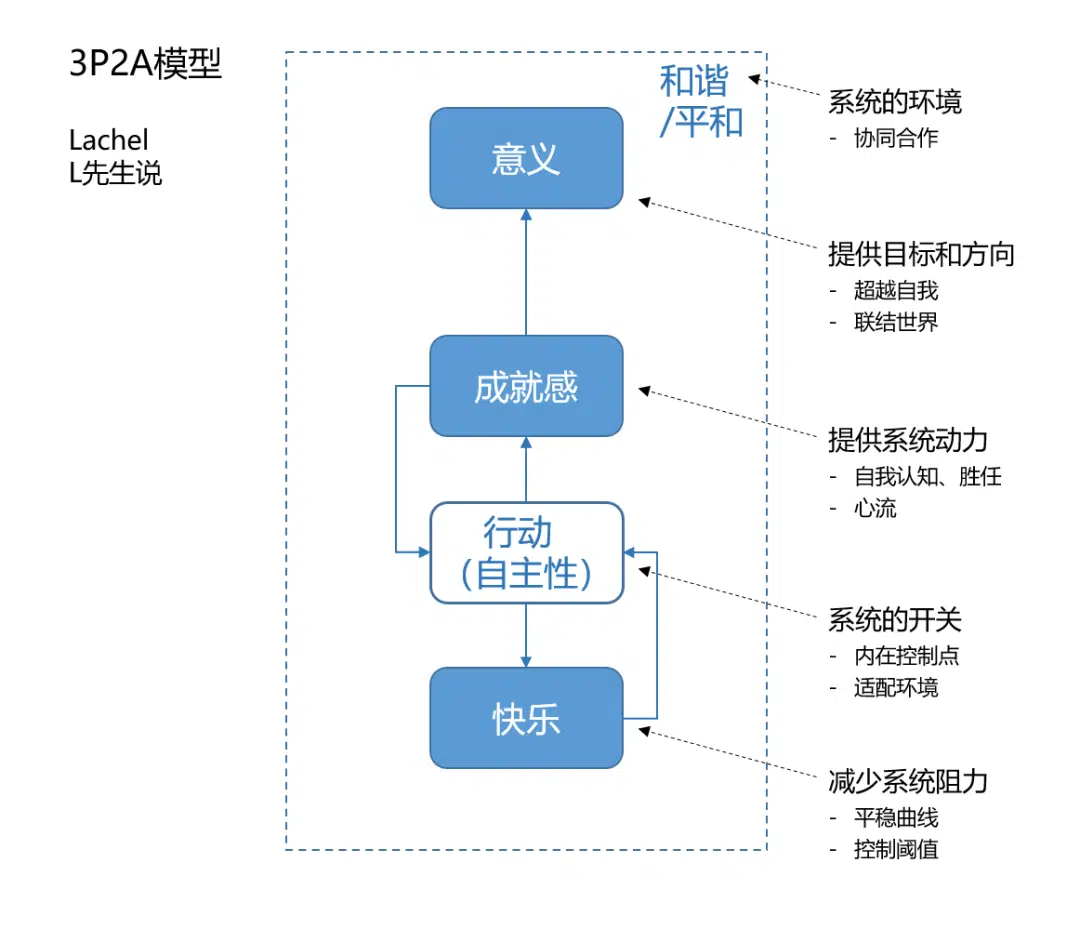 3P2A模型
Lachel
L先生说
和谐
/平和
意义
成就感
行动
（自主性）
快乐
系统的环境
- 协同合作
提供目标和方向
- 超越自我
- 联结世界
提供系统动力
- 自我认知、胜任
- 心流
系统的开关
- 内在控制点
- 适配环境
减少系统阻力
- 平稳曲线
- 控制阈值